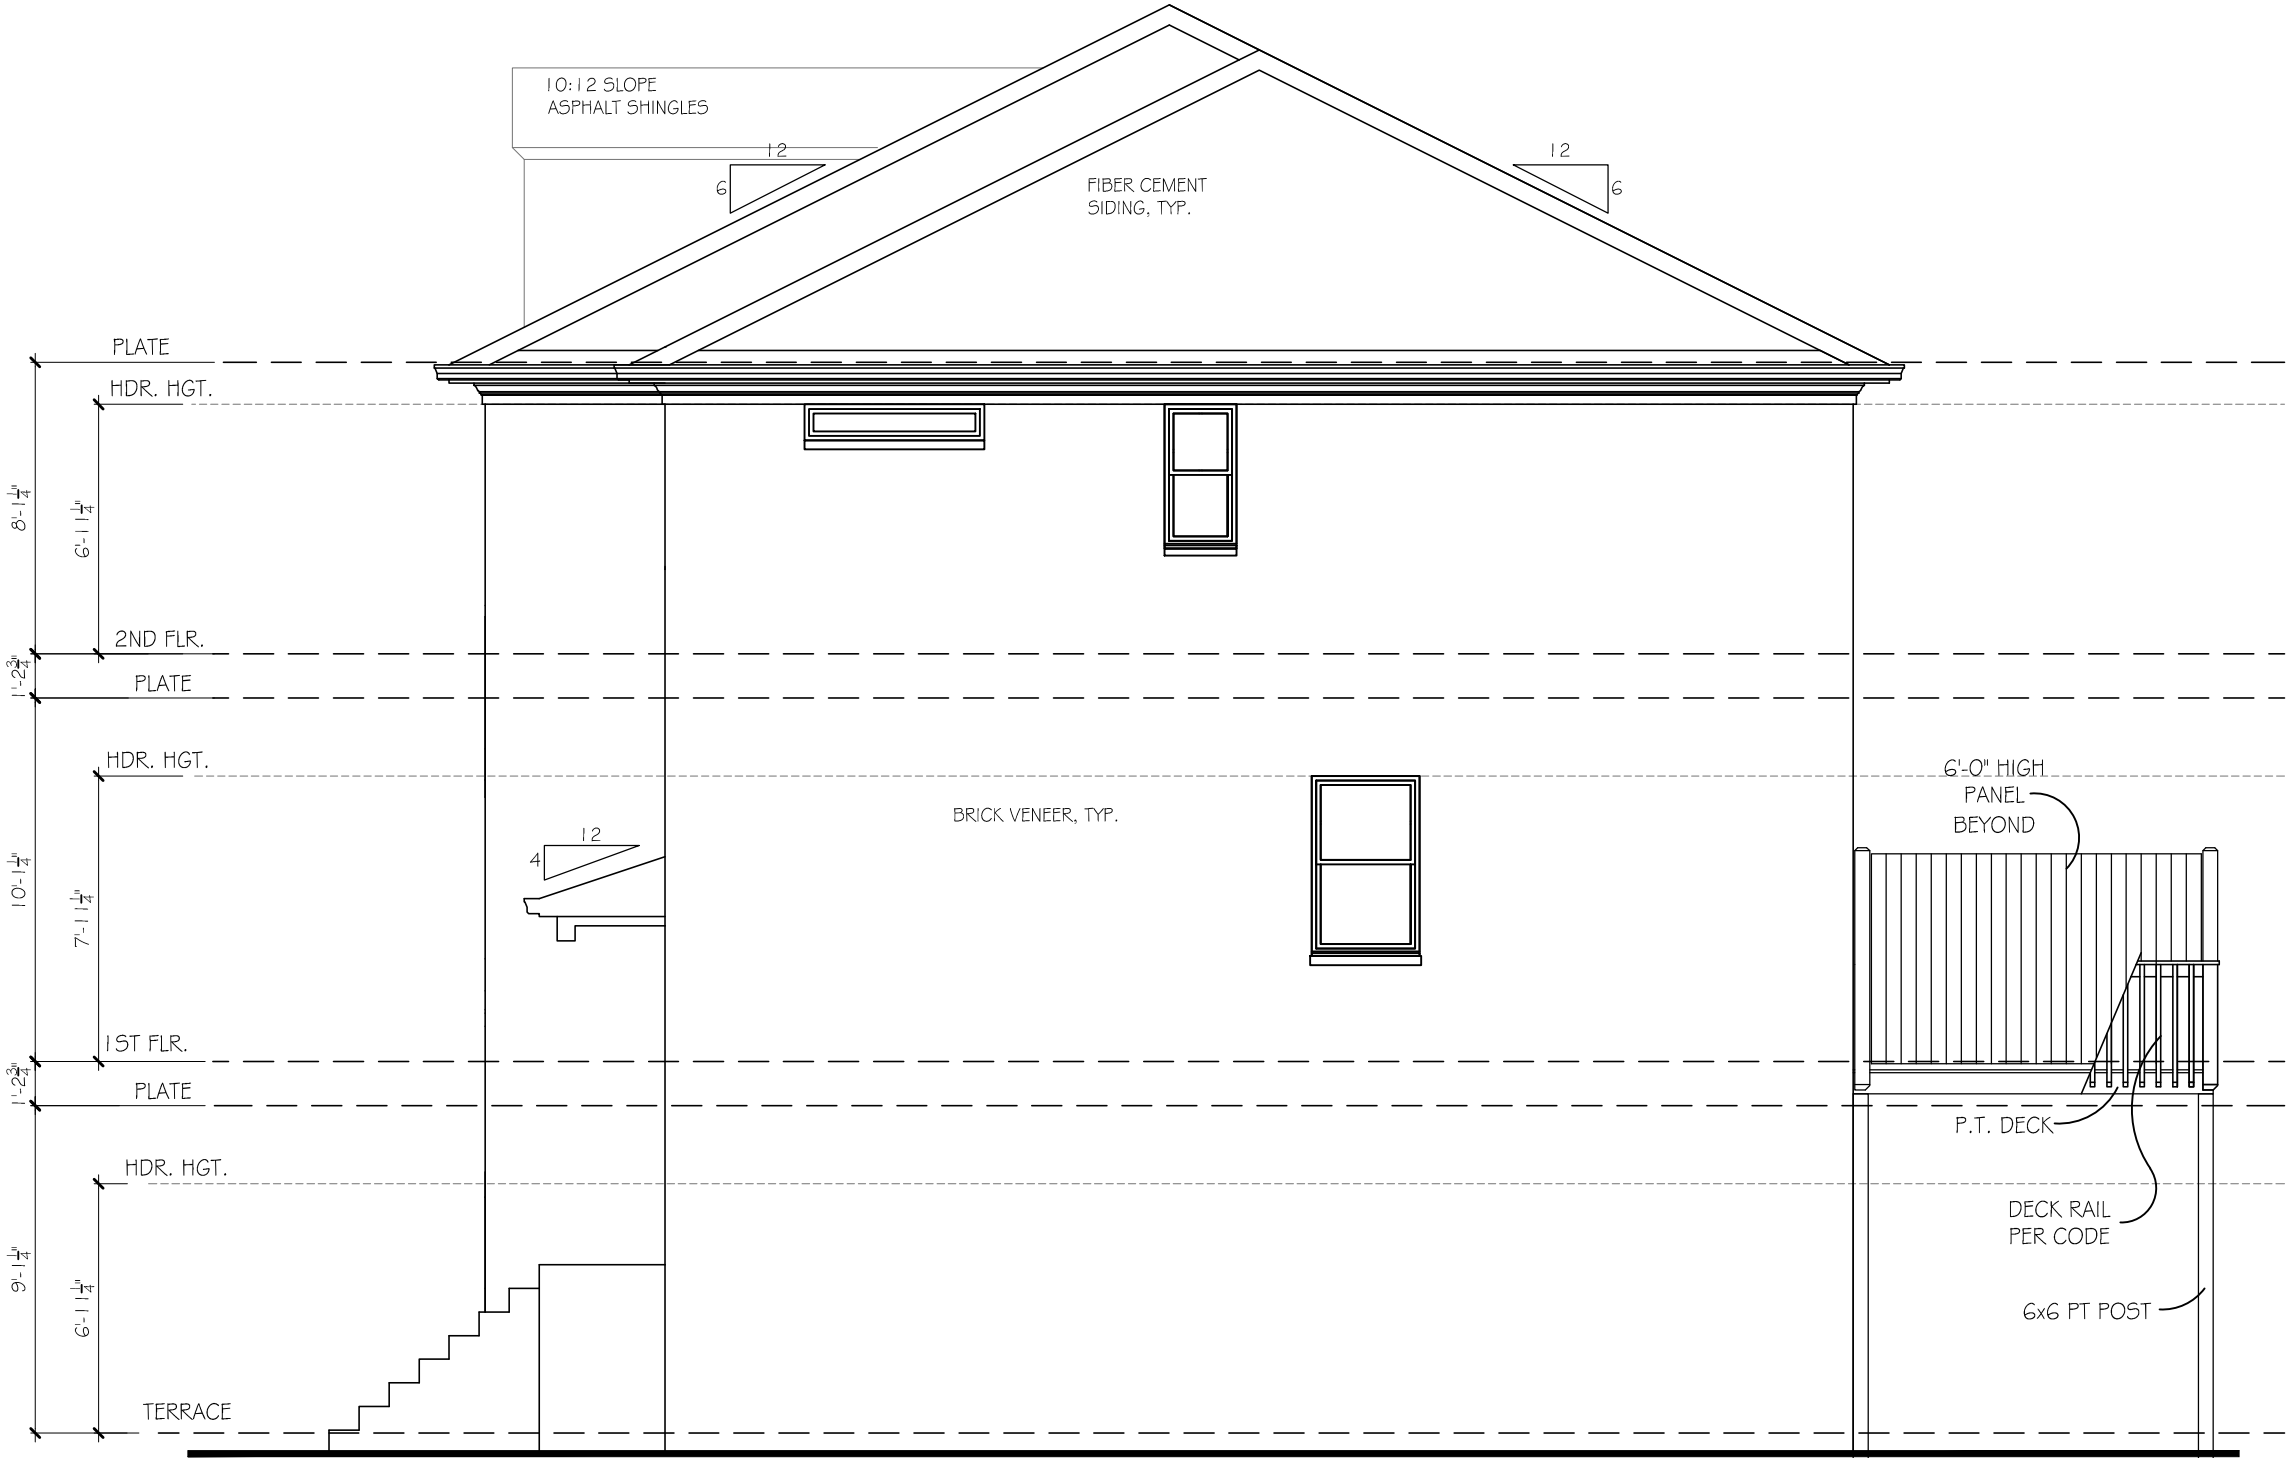 10:12 SLOPE
ASPHALT SHINGLES
12
6
12
6
FIBER CEMENT
SIDING, TYP.
PLATE
HDR. HGT.
8'-1 1/4"
6'-11 1/4"
2ND FLR.
1'-2 3/4"
PLATE
HDR. HGT.
6'-0" HIGH
PANEL
BEYOND
BRICK VENEER, TYP.
12
4
10'-1 1/4"
7'-11 1/4"
1ST FLR.
1'-2 3/4"
PLATE
P.T. DECK
HDR. HGT.
DECK RAIL
PER CODE
9'-1 1/4"
6'-11 1/4"
6x6 PT POST
TERRACE